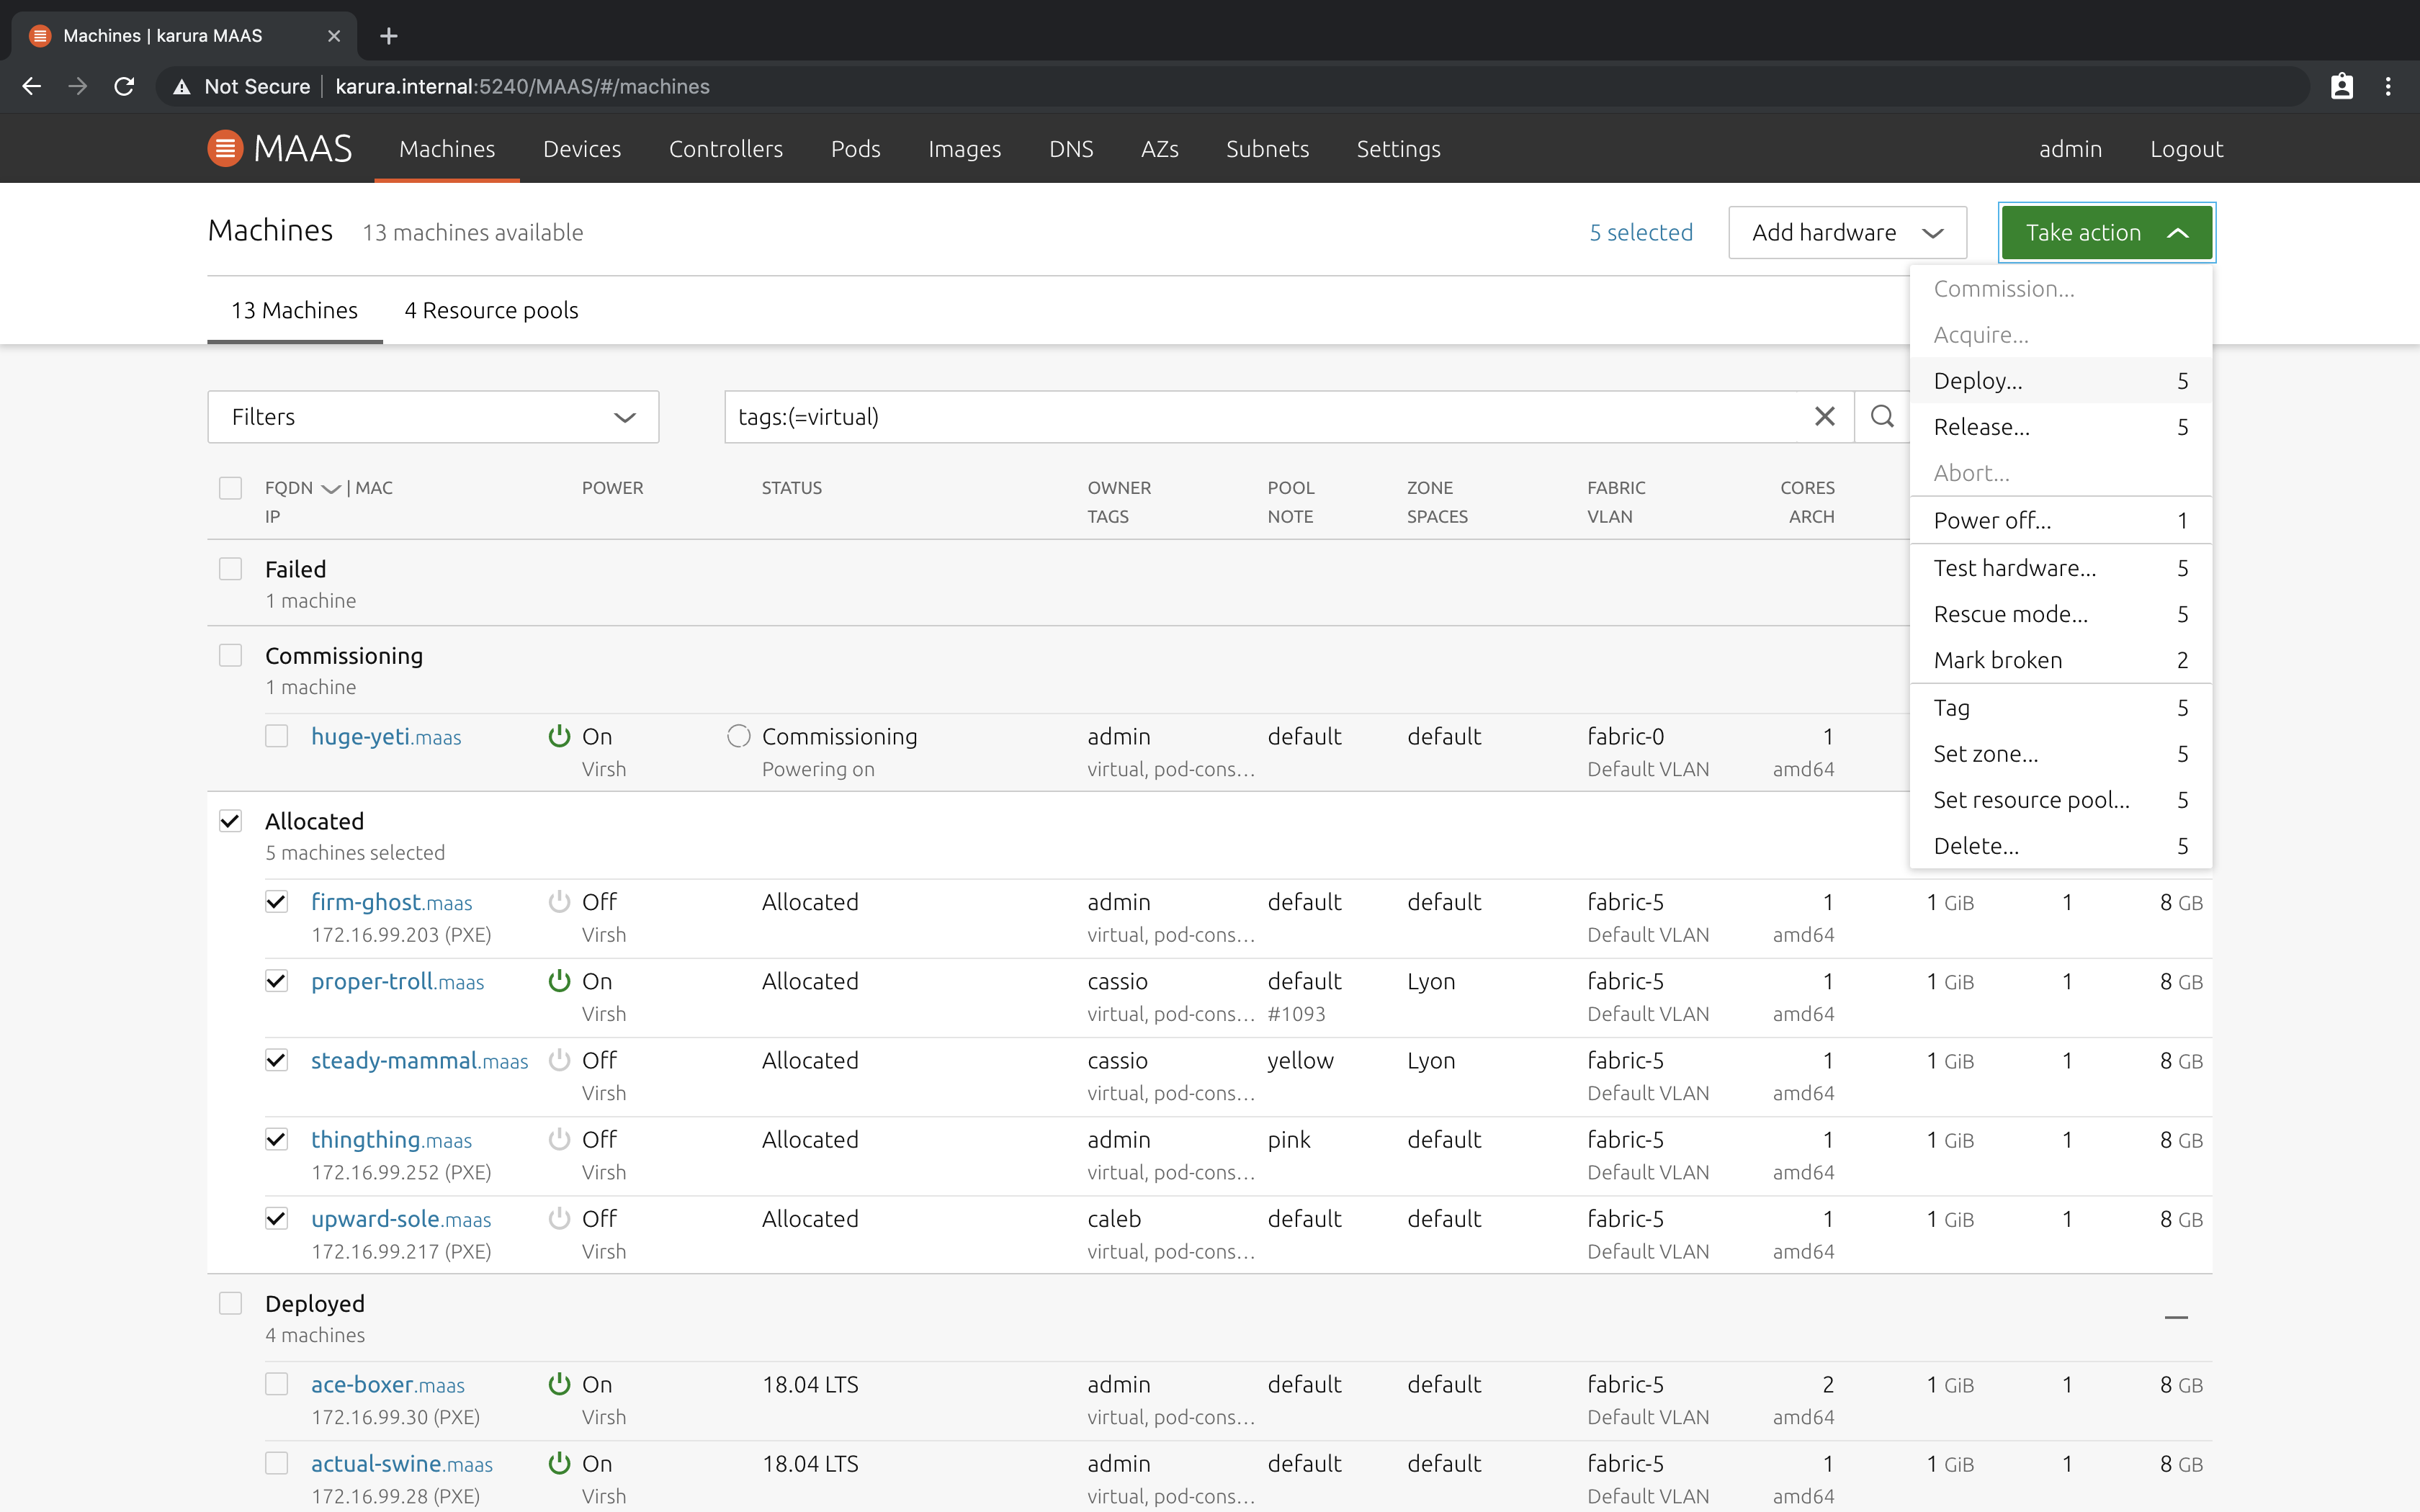 Machines | karura MAAS
Not Secure | karura.internal:5240/MAAS/#/machines
MAAS Machines Devices Controllers Pods Images DNS AZs Subnets Settings admin Logout
Machines 13 machines available 5 selected Add hardware Take action
13 Machines 4 Resource pools
Commission...
Acquire...
Deploy... 5
Release... 5
Abort...
Power off... 1
Test hardware... 5
Rescue mode... 5
Mark broken 2
Tag 5
Set zone... 5
Set resource pool... 5
Delete... 5
Filters tags:(=virtual)
FQDN | MAC POWER STATUS OWNER POOL ZONE FABRIC CORES
IP TAGS NOTE SPACES VLAN ARCH
Failed
1 machine
Commissioning
1 machine
huge-yeti.maas On Commissioning admin default default fabric-0 1
Virsh Powering on virtual, pod-cons... Default VLAN amd64
Allocated
5 machines selected
firm-ghost.maas Off Allocated admin default default fabric-5 1 1 GiB 1 8 GB
172.16.99.203 (PXE) Virsh virtual, pod-cons... Default VLAN amd64
proper-troll.maas On Allocated cassio default Lyon fabric-5 1 1 GiB 1 8 GB
Virsh virtual, pod-cons... #1093 Default VLAN amd64
steady-mammal.maas Off Allocated cassio yellow Lyon fabric-5 1 1 GiB 1 8 GB
Virsh virtual, pod-cons... Default VLAN amd64
thingthing.maas Off Allocated admin pink default fabric-5 1 1 GiB 1 8 GB
172.16.99.252 (PXE) Virsh virtual, pod-cons... Default VLAN amd64
upward-sole.maas Off Allocated caleb default default fabric-5 1 1 GiB 1 8 GB
172.16.99.217 (PXE) Virsh virtual, pod-cons... Default VLAN amd64
Deployed
4 machines
ace-boxer.maas On 18.04 LTS admin default default fabric-5 2 1 GiB 1 8 GB
172.16.99.30 (PXE) Virsh virtual, pod-cons... Default VLAN amd64
actual-swine.maas On 18.04 LTS admin default default fabric-5 1 1 GiB 1 8 GB
172.16.99.28 (PXE) Virsh virtual, pod-cons... Default VLAN amd64